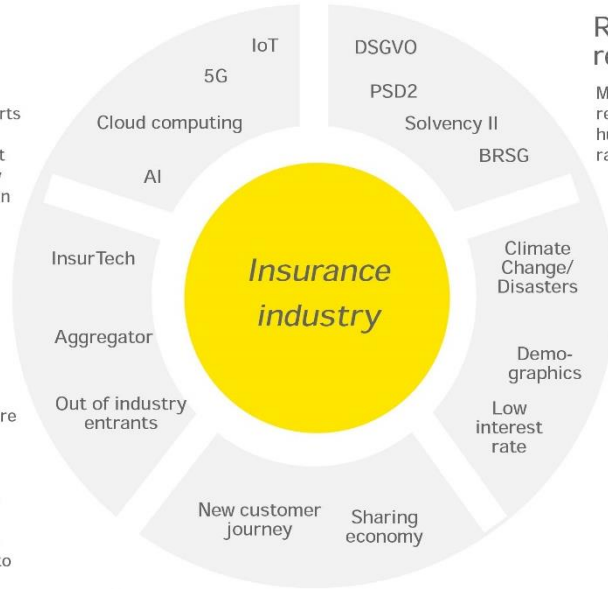 IoT
5G
Cloud computing
AI
DSGVO
PSD2
Solvency II
BRSG
InsurTech
Aggregator
Out of industry
entrants
Insurance
industry
Climate
Change/
Disasters
Demo-
graphics
Low
interest
rate
New customer
journey
Sharing
economy